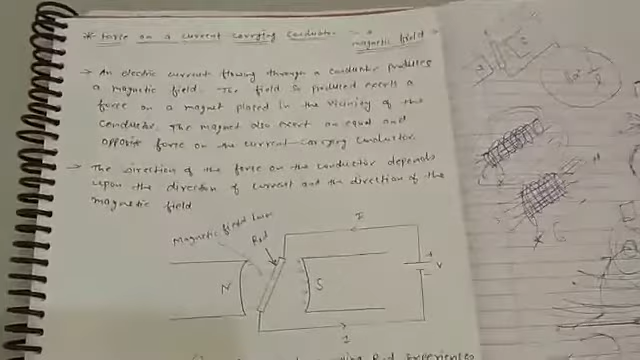 * Force on a current carrying conductor in a magnetic field
→ An electric current flowing through a conductor produces
a magnetic field. The field so produced exerts a
force on a magnet placed in the vicinity of the
conductor. The magnet also exert an equal and
opposite force on the current-carrying conductor.
→ The direction of the force on the conductor depends
upon the direction of current and the direction of the
magnetic field
Magnetic field
Rod
I
N
S
+
V
I
Rod Experiences